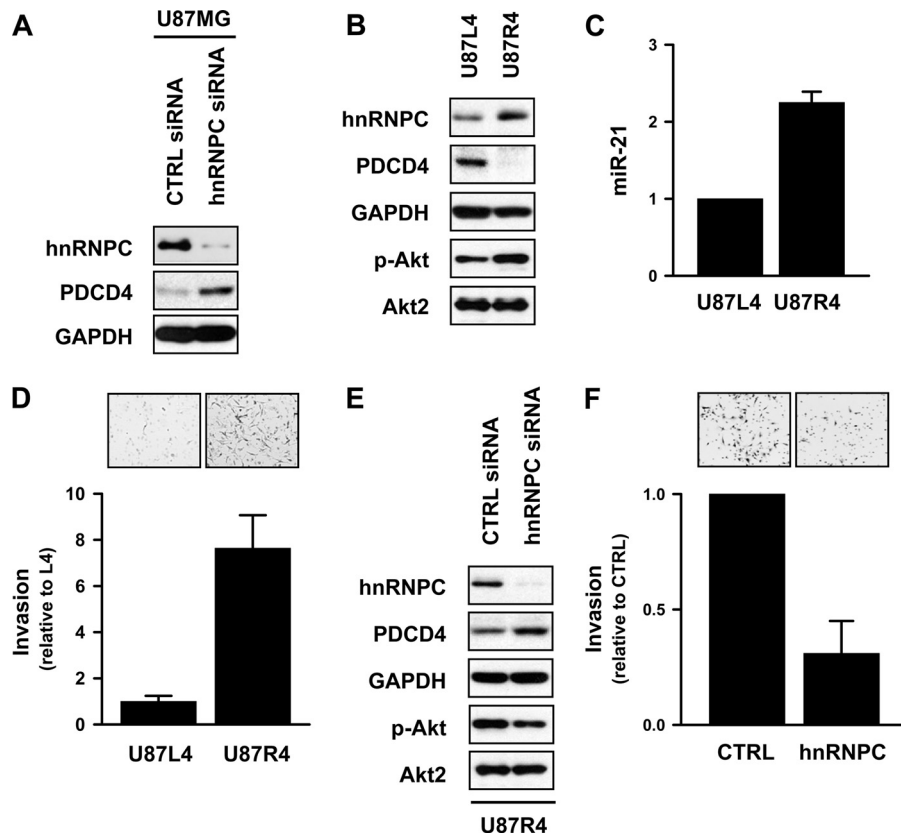 A
U87MG
CTRL siRNA
hnRNPC siRNA
hnRNPC
PDCD4
GAPDH
B
U87L4
U87R4
hnRNPC
PDCD4
GAPDH
p-Akt
Akt2
C
miR-21
3
2
1
0
U87L4 U87R4
D
Invasion
(relative to L4)
10
8
6
4
2
0
U87L4 U87R4
E
CTRL siRNA
hnRNPC siRNA
hnRNPC
PDCD4
GAPDH
p-Akt
Akt2
U87R4
F
Invasion
(relative to CTRL)
1.0
0.5
0.0
CTRL hnRNPC